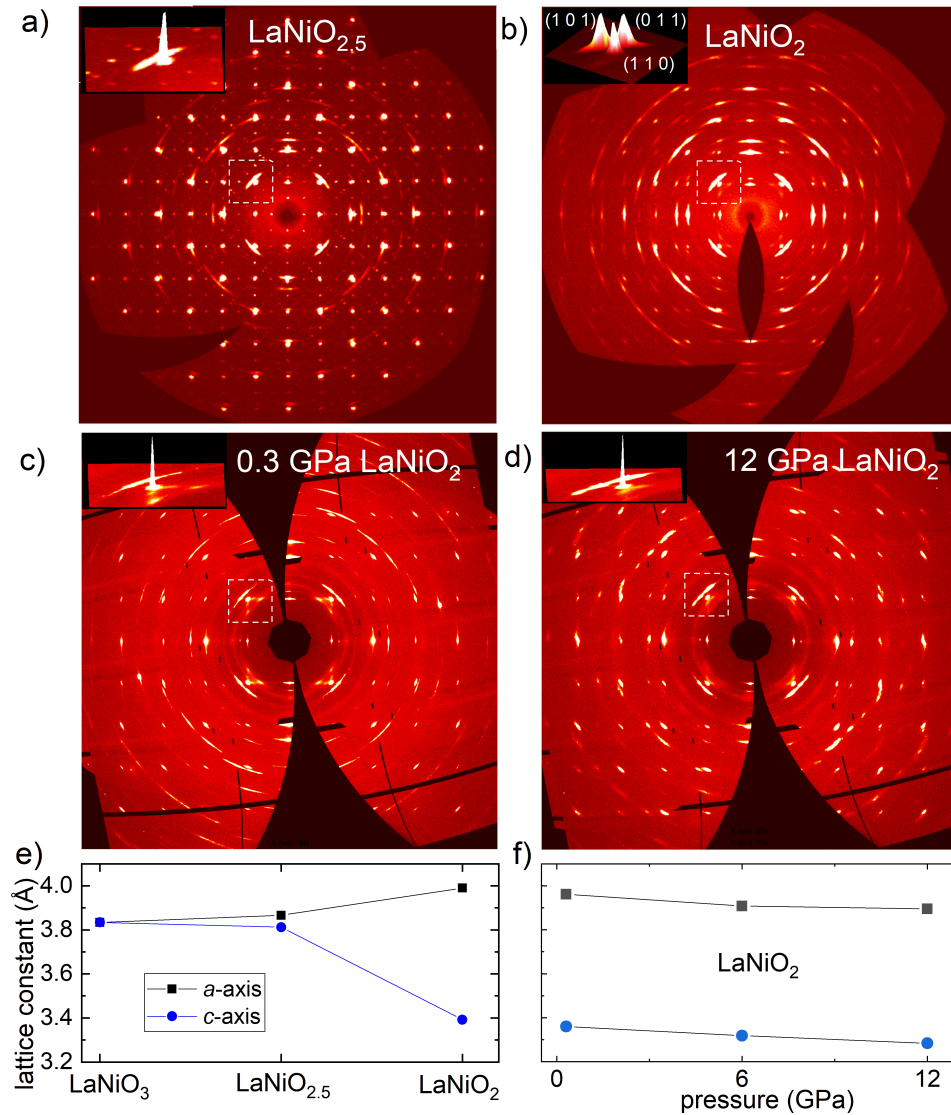 a)
LaNiO2.5
b)
(1 0 1)
(0 1 1)
(1 1 0)
LaNiO2
c)
0.3 GPa LaNiO2
d)
12 GPa LaNiO2
e)
lattice constant (Å)
4.0
3.8
3.6
3.4
3.2
a-axis
c-axis
LaNiO3
LaNiO2.5
LaNiO2
f)
LaNiO2
0
6
12
pressure (GPa)